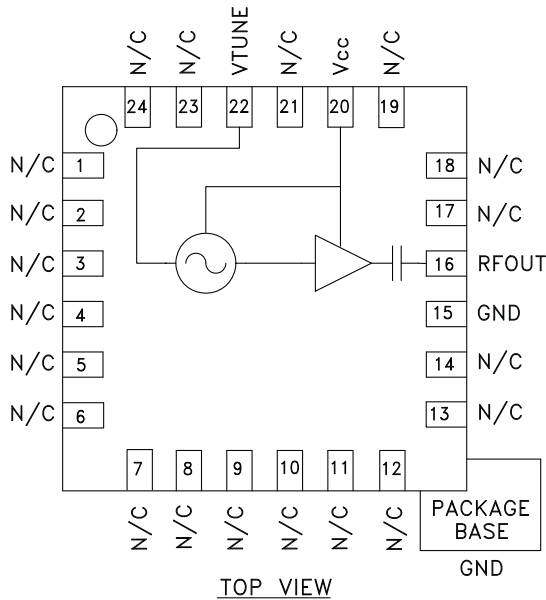 N/C N/C VTUNE N/C Vcc N/C
24 23 22 21 20 19
N/C 1 18 N/C
N/C 2 17 N/C
N/C 3 16 RFOUT
N/C 4 15 GND
N/C 5 14 N/C
N/C 6 13 N/C
7 8 9 10 11 12
N/C N/C N/C N/C N/C N/C
PACKAGE
BASE
GND
TOP VIEW